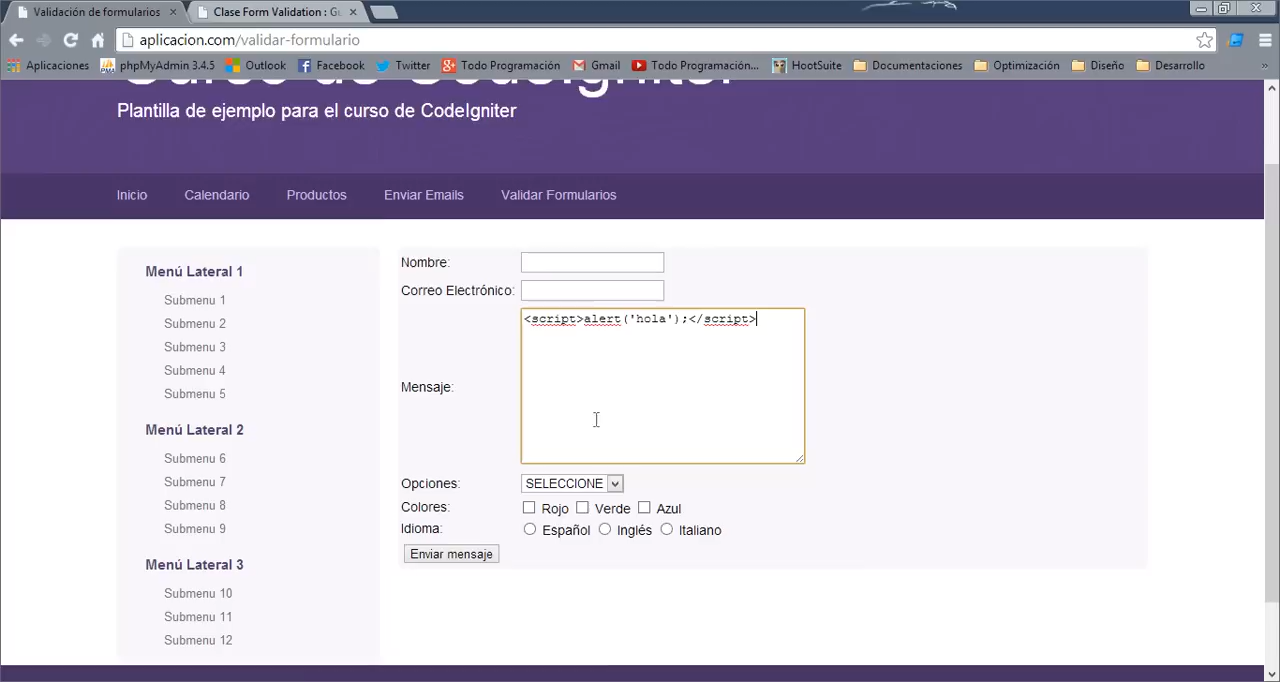 Validación de formularios
Clase Form Validation : G
aplicacion.com/validar-formulario
Aplicaciones phpMyAdmin 3.4.5 Outlook Facebook Twitter Todo Programación Gmail Todo Programación... HootSuite Documentaciones Optimización Diseño Desarrollo »
Curso de CodeIgniter
Plantilla de ejemplo para el curso de CodeIgniter
Inicio Calendario Productos Enviar Emails Validar Formularios
Menú Lateral 1
Submenu 1
Submenu 2
Submenu 3
Submenu 4
Submenu 5
Menú Lateral 2
Submenu 6
Submenu 7
Submenu 8
Submenu 9
Menú Lateral 3
Submenu 10
Submenu 11
Submenu 12
Nombre:
Correo Electrónico:
Mensaje:
<script>alert('hola');</script>
Opciones: SELECCIONE
Colores: Rojo Verde Azul
Idioma: Español Inglés Italiano
Enviar mensaje